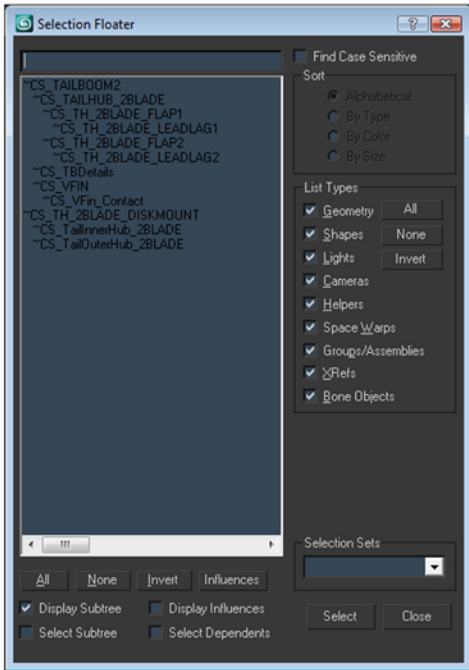 Selection Floater
Find Case Sensitive
~CS_TAILBOOM2
~CS_TAILHUB_2BLADE
~CS_TH_2BLADE_FLAP1
~CS_TH_2BLADE_LEADLAG1
~CS_TH_2BLADE_FLAP2
~CS_TH_2BLADE_LEADLAG2
~CS_TBDetails
~CS_VFIN
~CS_VFin_Contact
~CS_TH_2BLADE_DISKMOUNT
~CS_TailInnerHub_2BLADE
~CS_TailOuterHub_2BLADE
Sort
Alphabetical
By Type
By Color
By Size
List Types
Geometry All
Shapes None
Lights Invert
Cameras
Helpers
Space Warps
Groups/Assemblies
XRefs
Bone Objects
Selection Sets
All None Invert Influences
Display Subtree Display Influences
Select Subtree Select Dependents
Select Close